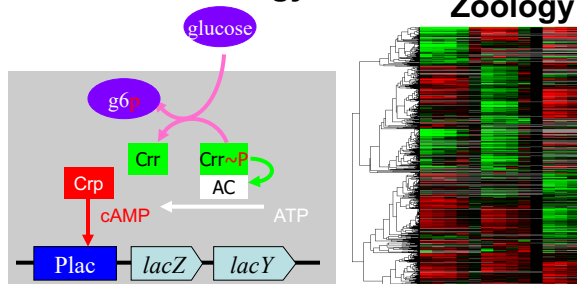 Zoology
glucose
g6p
Crr
Crr~P
AC
Crp
cAMP
ATP
Plac
lacZ
lacY